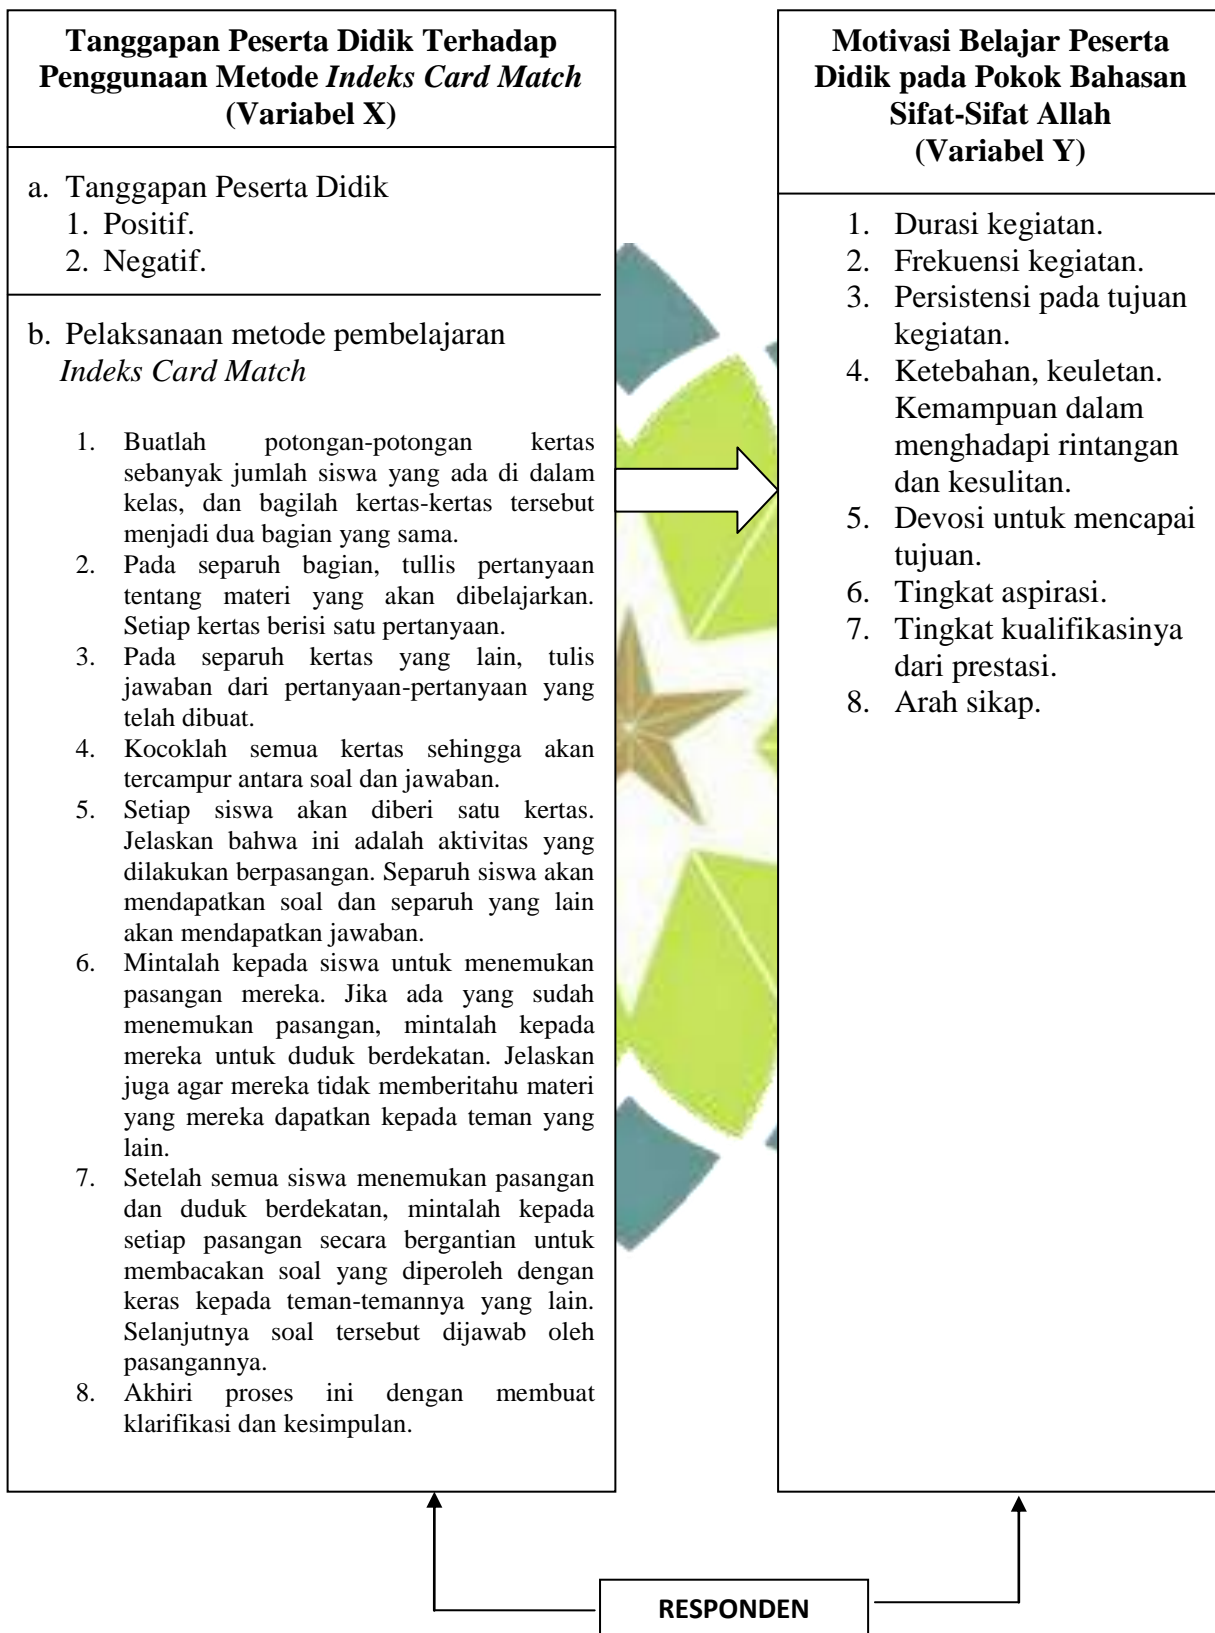 Tanggapan Peserta Didik Terhadap
Penggunaan Metode Indeks Card Match
(Variabel X)
a. Tanggapan Peserta Didik
1. Positif.
2. Negatif.
b. Pelaksanaan metode pembelajaran
Indeks Card Match
1. Buatlah potongan-potongan kertas
sebanyak jumlah siswa yang ada di dalam
kelas, dan bagilah kertas-kertas tersebut
menjadi dua bagian yang sama.
2. Pada separuh bagian, tullis pertanyaan
tentang materi yang akan dibelajarkan.
Setiap kertas berisi satu pertanyaan.
3. Pada separuh kertas yang lain, tulis
jawaban dari pertanyaan-pertanyaan yang
telah dibuat.
4. Kocoklah semua kertas sehingga akan
tercampur antara soal dan jawaban.
5. Setiap siswa akan diberi satu kertas.
Jelaskan bahwa ini adalah aktivitas yang
dilakukan berpasangan. Separuh siswa akan
mendapatkan soal dan separuh yang lain
akan mendapatkan jawaban.
6. Mintalah kepada siswa untuk menemukan
pasangan mereka. Jika ada yang sudah
menemukan pasangan, mintalah kepada
mereka untuk duduk berdekatan. Jelaskan
juga agar mereka tidak memberitahu materi
yang mereka dapatkan kepada teman yang
lain.
7. Setelah semua siswa menemukan pasangan
dan duduk berdekatan, mintalah kepada
setiap pasangan secara bergantian untuk
membacakan soal yang diperoleh dengan
keras kepada teman-temannya yang lain.
Selanjutnya soal tersebut dijawab oleh
pasangannya.
8. Akhiri proses ini dengan membuat
klarifikasi dan kesimpulan.
Motivasi Belajar Peserta
Didik pada Pokok Bahasan
Sifat-Sifat Allah
(Variabel Y)
1. Durasi kegiatan.
2. Frekuensi kegiatan.
3. Persistensi pada tujuan
kegiatan.
4. Ketebahan, keuletan.
Kemampuan dalam
menghadapi rintangan
dan kesulitan.
5. Devosi untuk mencapai
tujuan.
6. Tingkat aspirasi.
7. Tingkat kualifikasinya
dari prestasi.
8. Arah sikap.
RESPONDEN